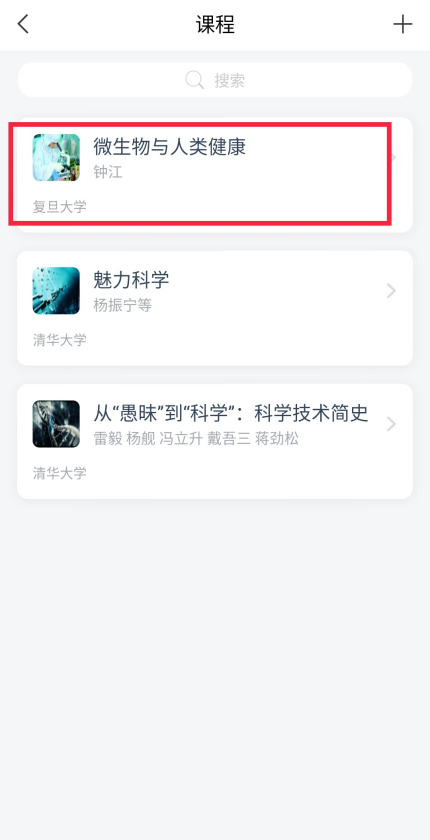 课程
搜索
微生物与人类健康
钟江
复旦大学
魅力科学
杨振宁等
清华大学
从“愚昧”到“科学”：科学技术简史
雷毅 杨舰 冯立升 戴吾三 蒋劲松
清华大学